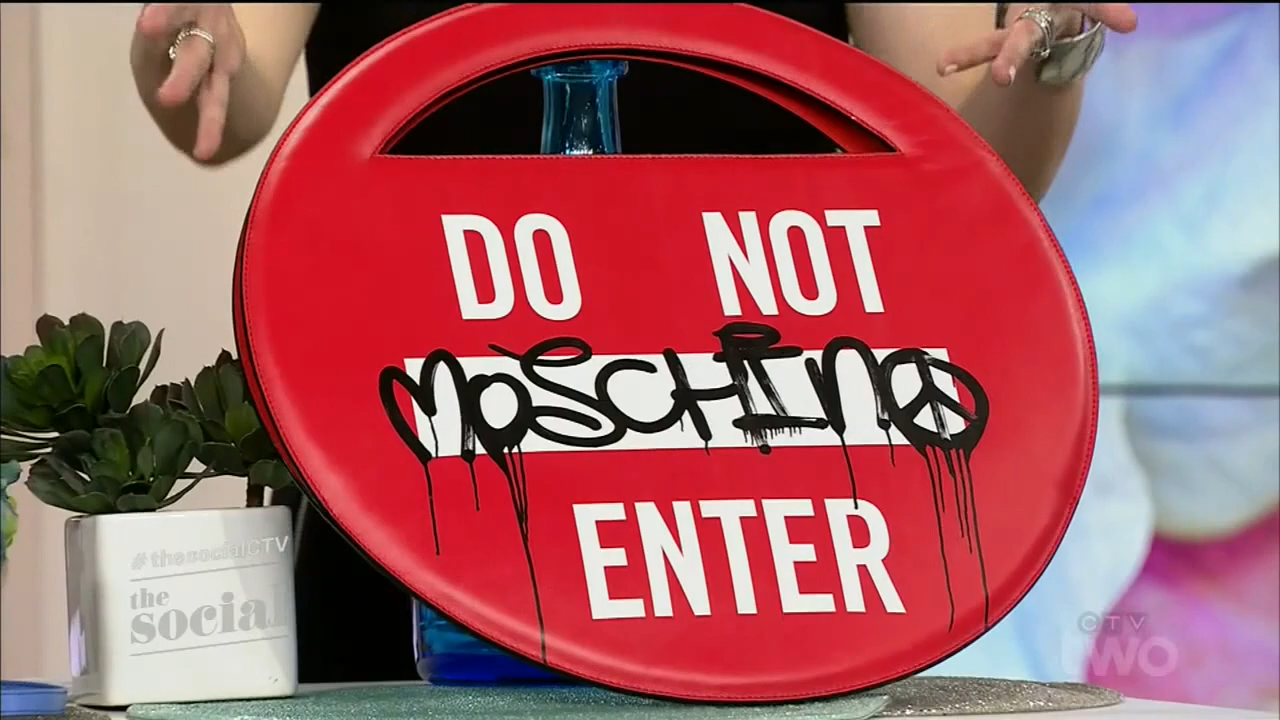 DO NOT
MOSCHINO
ENTER
#thesocialCTV
the
social
CTV
TWO